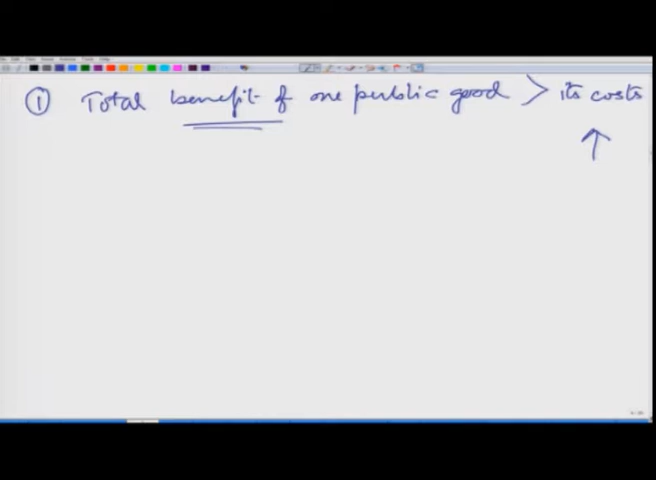 ① Total benefit of one public good > its costs
↑